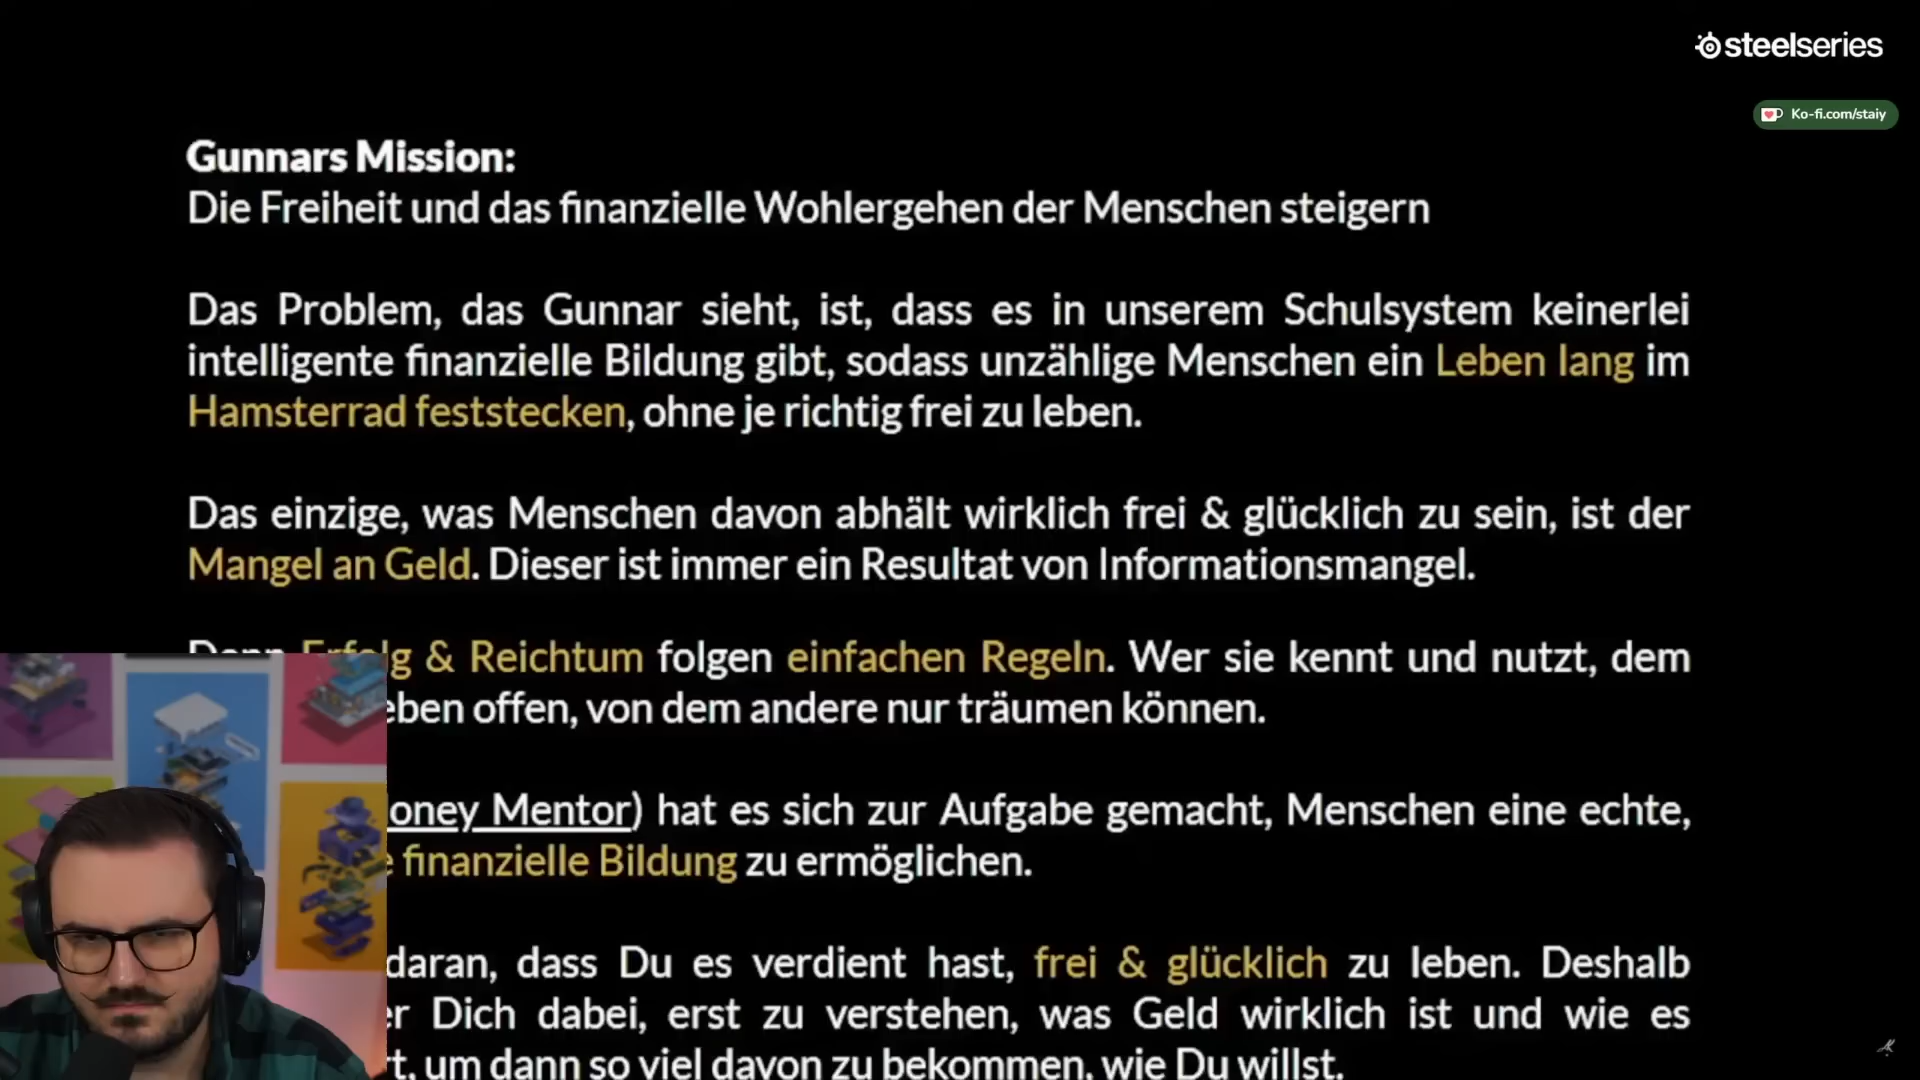 steelseries
Ko-fi.com/staiy
Gunnars Mission:
Die Freiheit und das finanzielle Wohlergehen der Menschen steigern
Das Problem, das Gunnar sieht, ist, dass es in unserem Schulsystem keinerlei
intelligente finanzielle Bildung gibt, sodass unzählige Menschen ein Leben lang im
Hamsterrad feststecken, ohne je richtig frei zu leben.
Das einzige, was Menschen davon abhält wirklich frei & glücklich zu sein, ist der
Mangel an Geld. Dieser ist immer ein Resultat von Informationsmangel.
Denn Erfolg & Reichtum folgen einfachen Regeln. Wer sie kennt und nutzt, dem
eben offen, von dem andere nur träumen können.
oney Mentor) hat es sich zur Aufgabe gemacht, Menschen eine echte,
e finanzielle Bildung zu ermöglichen.
daran, dass Du es verdient hast, frei & glücklich zu leben. Deshalb
er Dich dabei, erst zu verstehen, was Geld wirklich ist und wie es
t, um dann so viel davon zu bekommen, wie Du willst.